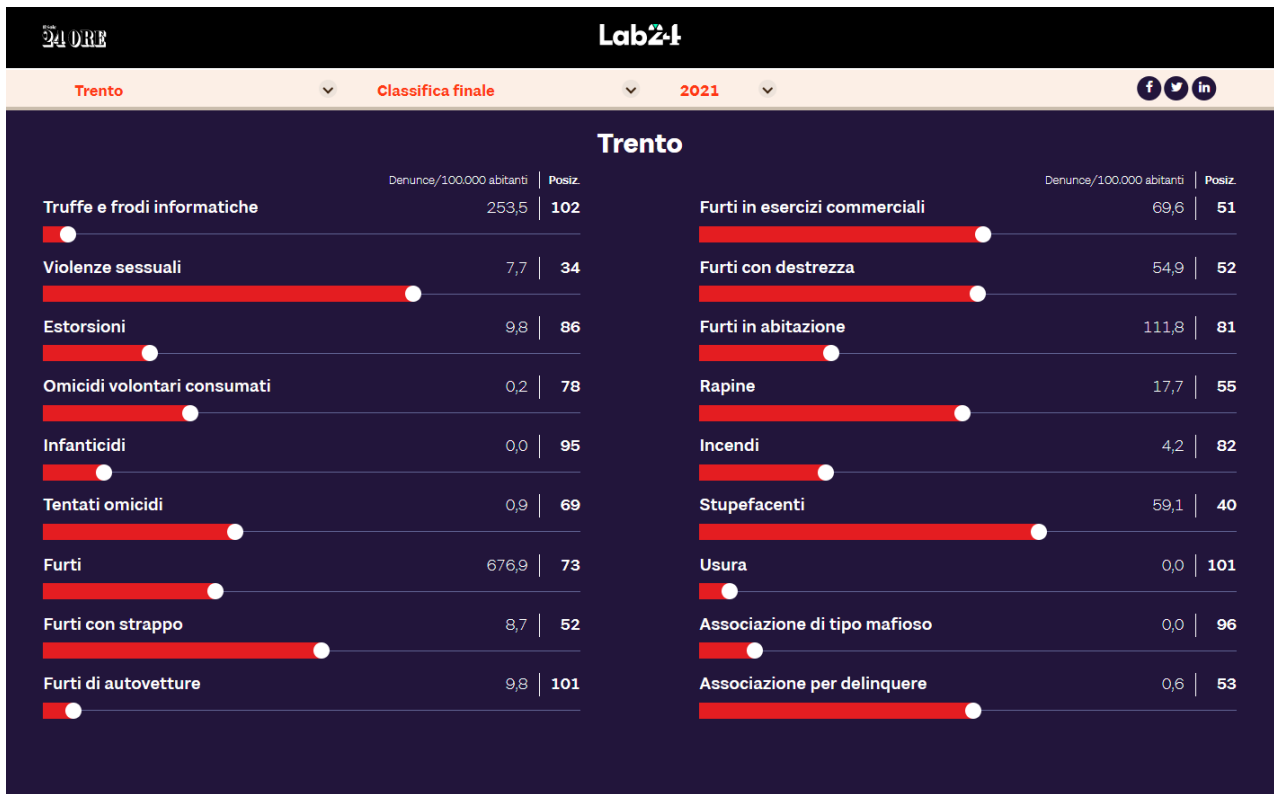 Il Sole
24 ORE
Lab24
Trento
Classifica finale
2021
Trento
Denunce/100.000 abitanti Posiz.
Truffe e frodi informatiche 253,5 102
Violenze sessuali 7,7 34
Estorsioni 9,8 86
Omicidi volontari consumati 0,2 78
Infanticidi 0,0 95
Tentati omicidi 0,9 69
Furti 676,9 73
Furti con strappo 8,7 52
Furti di autovetture 9,8 101
Denunce/100.000 abitanti Posiz.
Furti in esercizi commerciali 69,6 51
Furti con destrezza 54,9 52
Furti in abitazione 111,8 81
Rapine 17,7 55
Incendi 4,2 82
Stupefacenti 59,1 40
Usura 0,0 101
Associazione di tipo mafioso 0,0 96
Associazione per delinquere 0,6 53